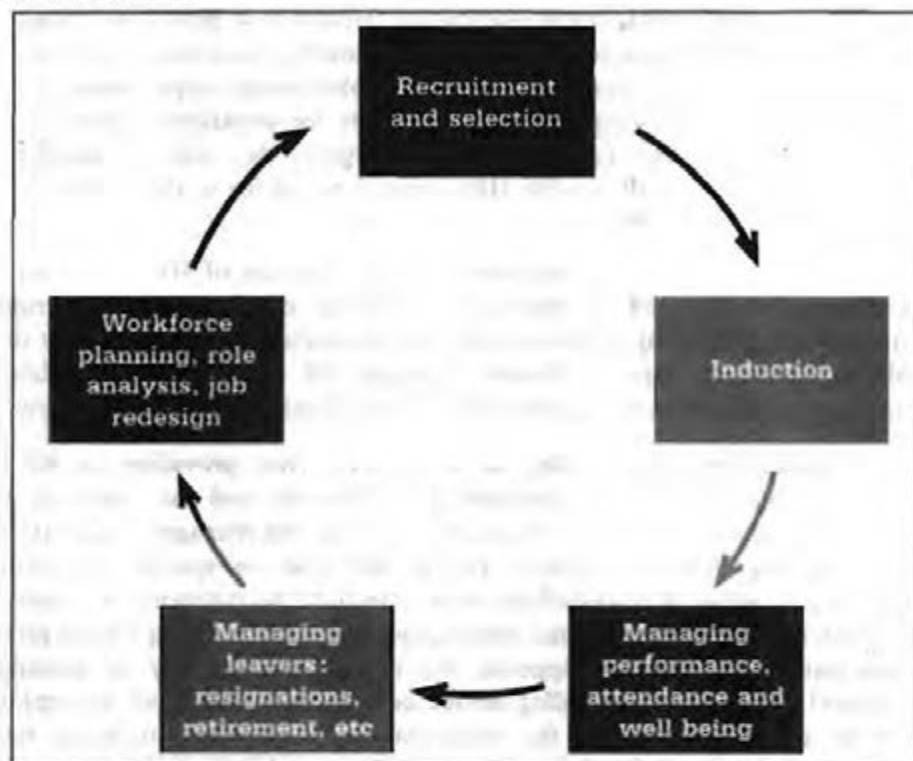 Recruitment
and selection
Workforce
planning, role
analysis, job
redesign
Induction
Managing
leavers:
resignations,
retirement, etc
Managing
performance,
attendance and
well being